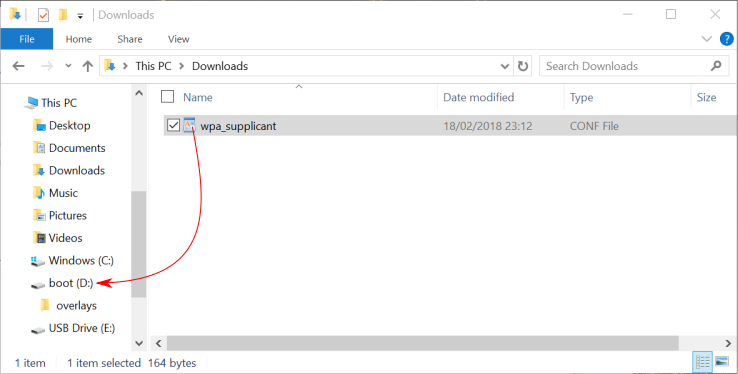 Downloads
File Home Share View
This PC Downloads Search Downloads
Name Date modified Type Size
wpa_supplicant 18/02/2018 23:12 CONF File
This PC
Desktop
Documents
Downloads
Music
Pictures
Videos
Windows (C:)
boot (D:)
overlays
USB Drive (E:)
1 item 1 item selected 164 bytes